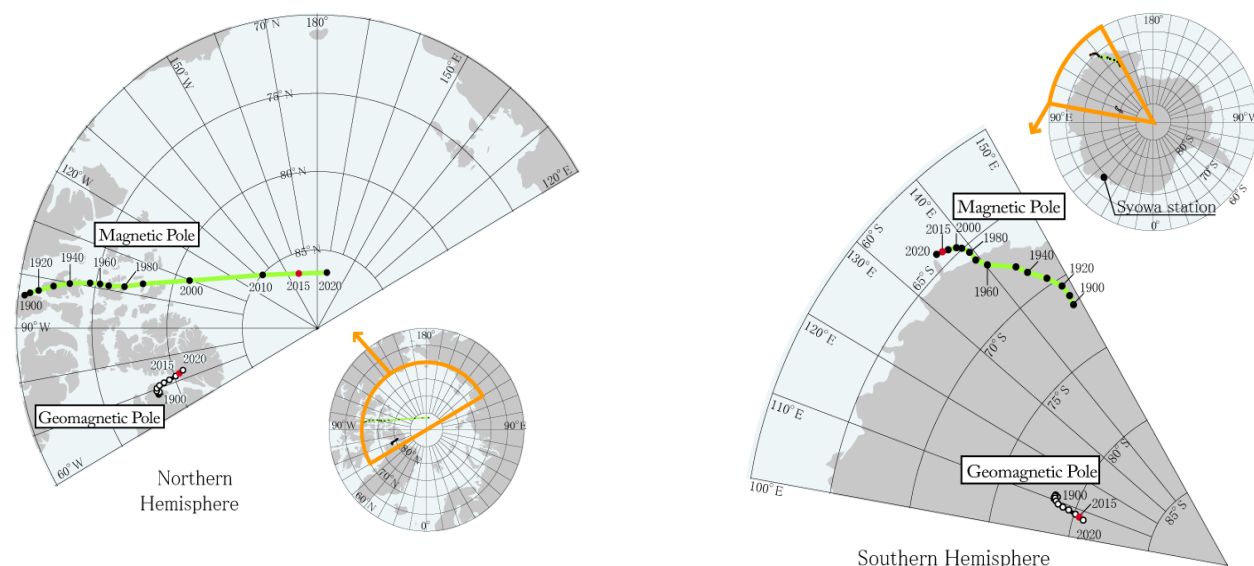 70°W
180°
150°W
150°E
75°N
120°W
80°N
120°E
Magnetic Pole
85°N
1920
1940
1960
1980
2000
2010
2015
2020
1900
90°W
2015
2020
1900
Geomagnetic Pole
60°W
Northern
Hemisphere
180°
90°W
90°E
80°N
70°N
60°N
0°
180°
90°E
90°W
80°S
70°S
60°S
Syowa station
0°
150°E
Magnetic Pole
140°E
2000
2015
1980
2020
60°S
130°E
65°S
1940
1920
1960
1900
120°E
70°S
110°E
75°S
80°S
Geomagnetic Pole
100°E
1900
2015
85°S
2020
Southern Hemisphere